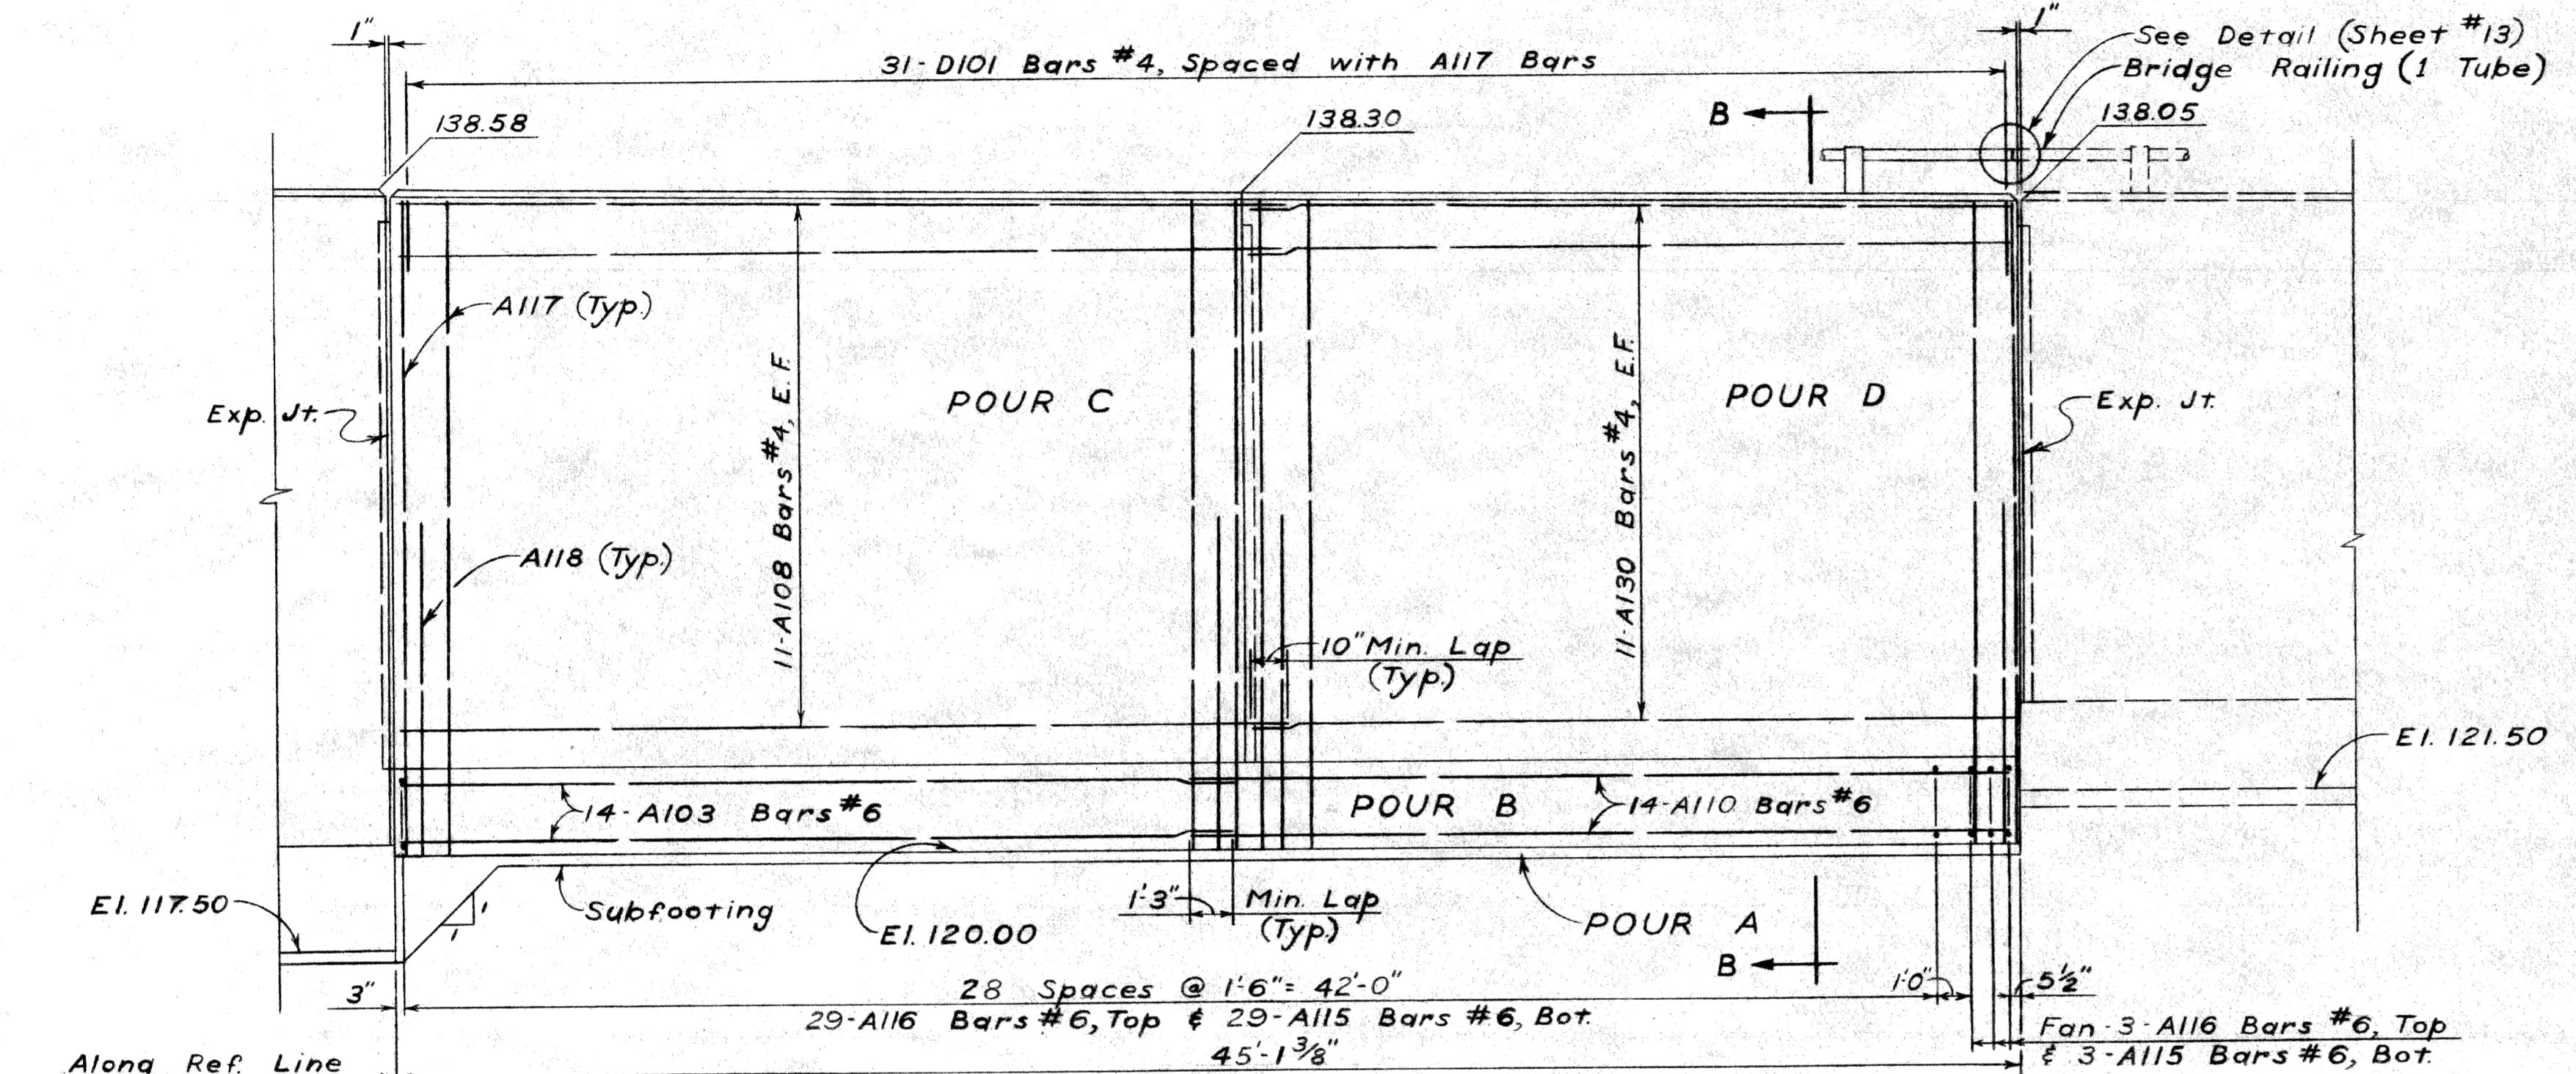 1"
1"
31-D101 Bars #4, Spaced with A117 Bars
See Detail (Sheet #13)
Bridge Railing (1 Tube)
138.58
138.30
B
138.05
A117 (Typ.)
11-A108 Bars #4, E.F.
11-A130 Bars #4, E.F.
POUR C
POUR D
Exp. Jt.
Exp. Jt.
A118 (Typ.)
10" Min. Lap
(Typ.)
El. 121.50
14-A103 Bars #6
POUR B
14-A110 Bars #6
El. 117.50
Subfooting
1
1
El. 120.00
1'-3"
Min. Lap
(Typ.)
POUR A
B
3"
28 Spaces @ 1'-6"= 42'-0"
1'-0"
5½"
29-A116 Bars #6, Top & 29-A115 Bars #6, Bot.
Fan-3-A116 Bars #6, Top
& 3-A115 Bars #6, Bot.
45'-1 3/8"
Along Ref. Line